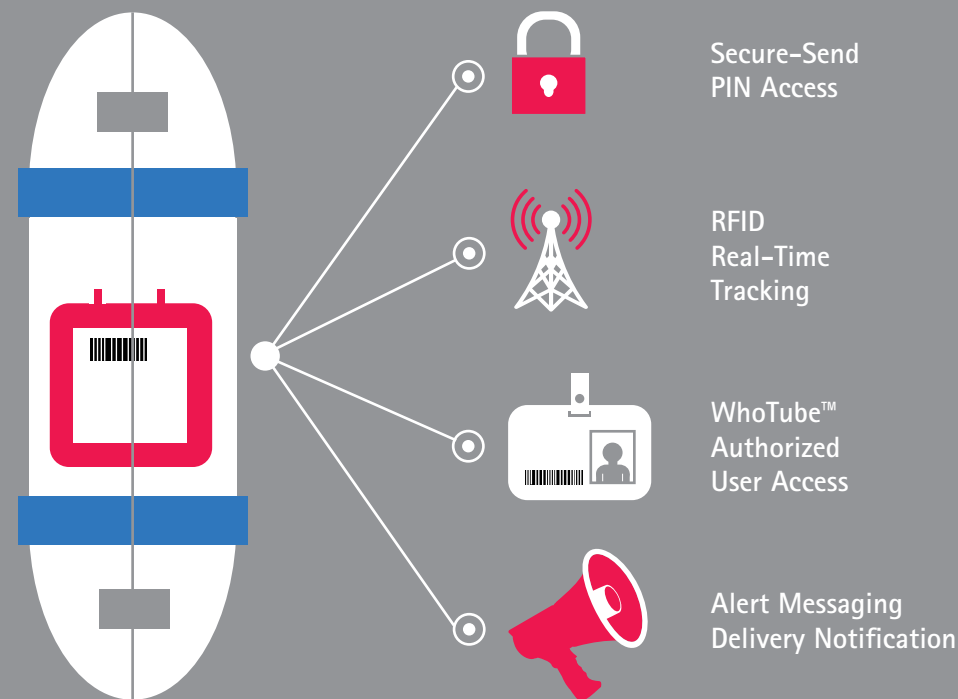 Secure-Send
PIN Access
RFID
Real-Time
Tracking
WhoTube™
Authorized
User Access
Alert Messaging
Delivery Notification